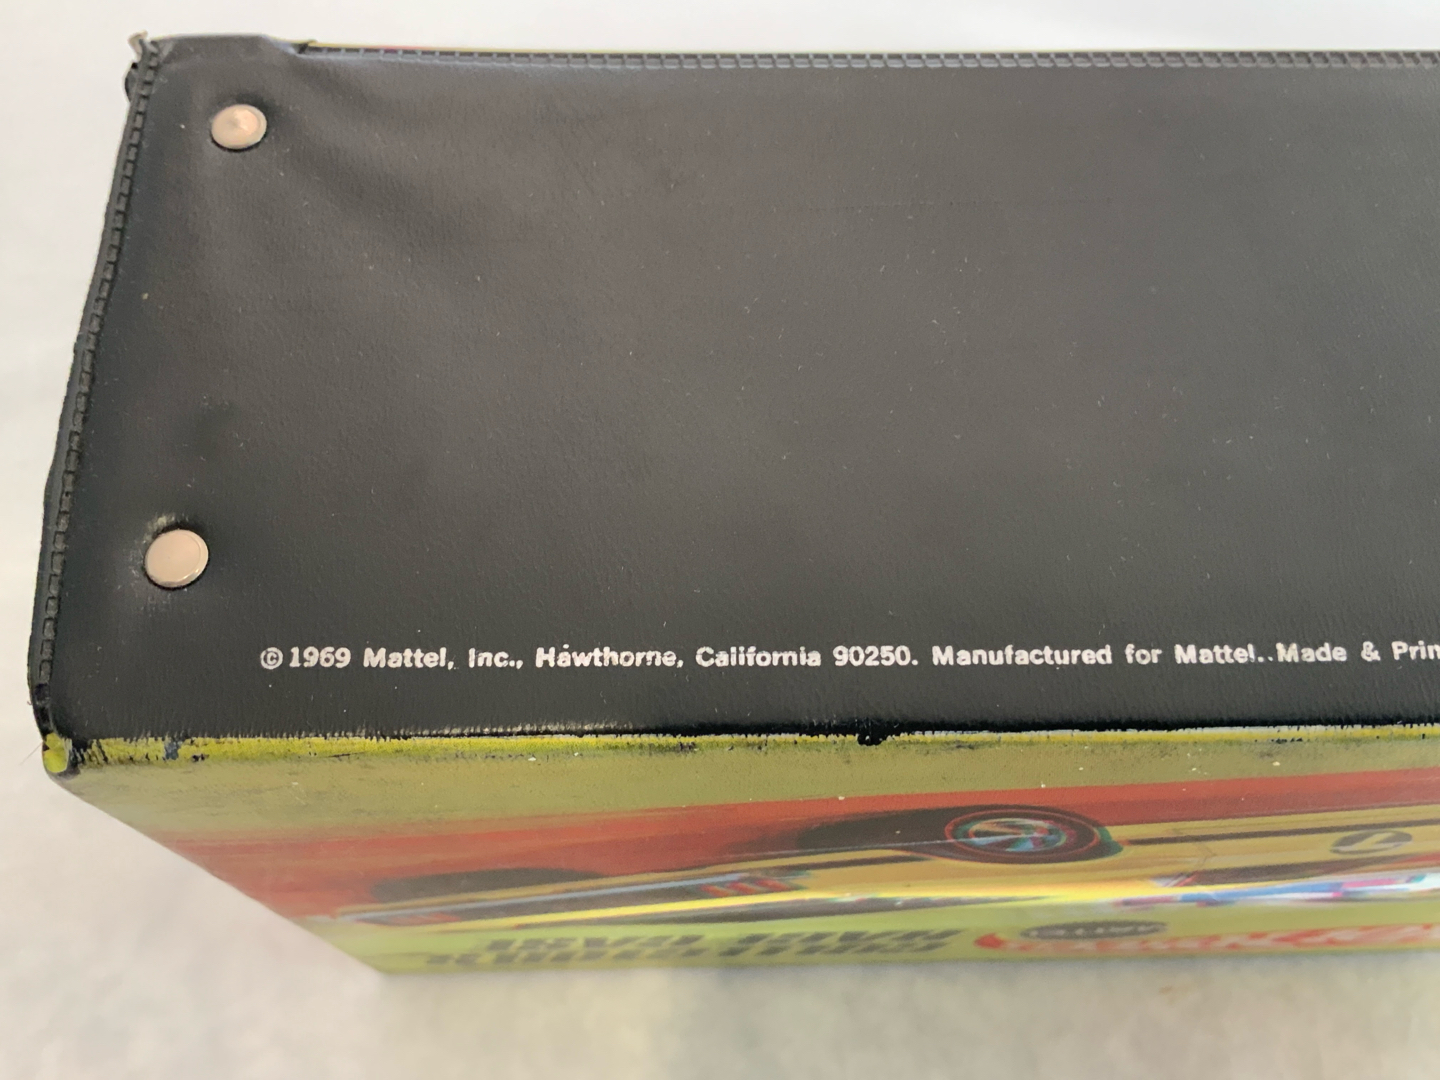 © 1969 Mattel, Inc., Hawthorne, California 90250. Manufactured for Mattel. Made & Prin